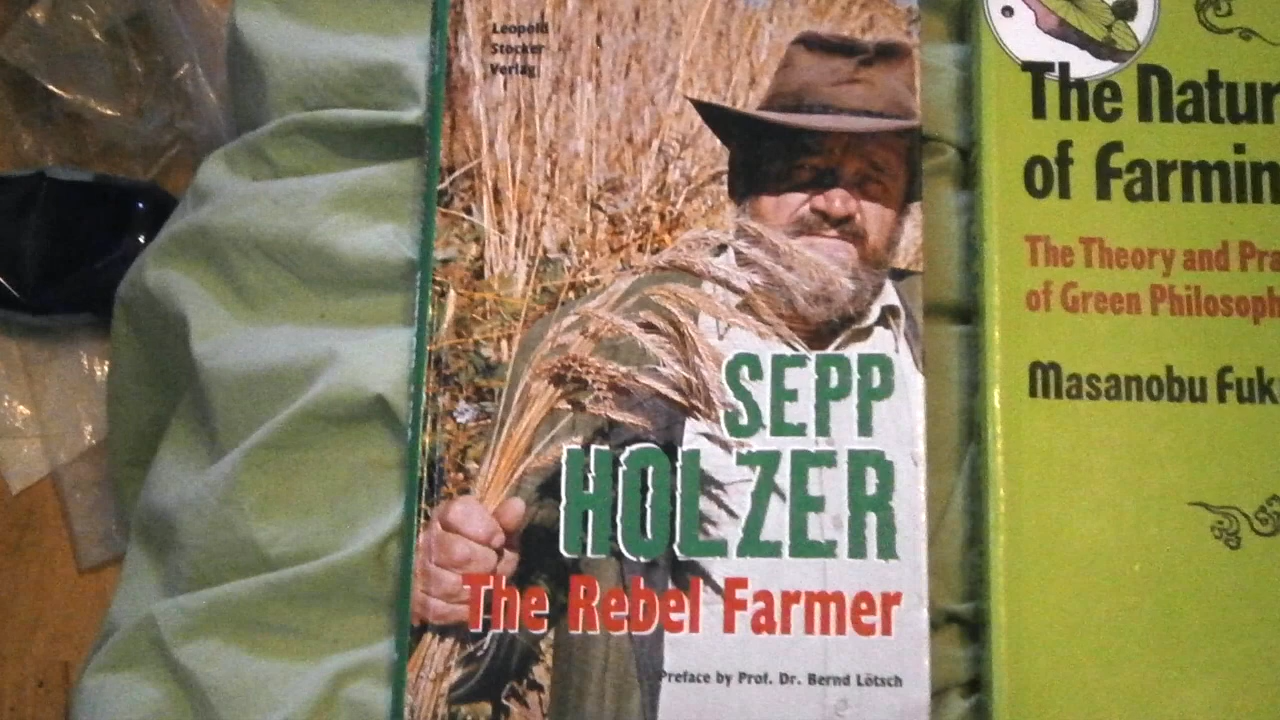 Leopold
Stocker
Verlag
SEPP
HOLZER
The Rebel Farmer
Preface by Prof. Dr. Bernd Lötsch
The Natur
of Farmin
The Theory and Pra
of Green Philosoph
Masanobu Fuk